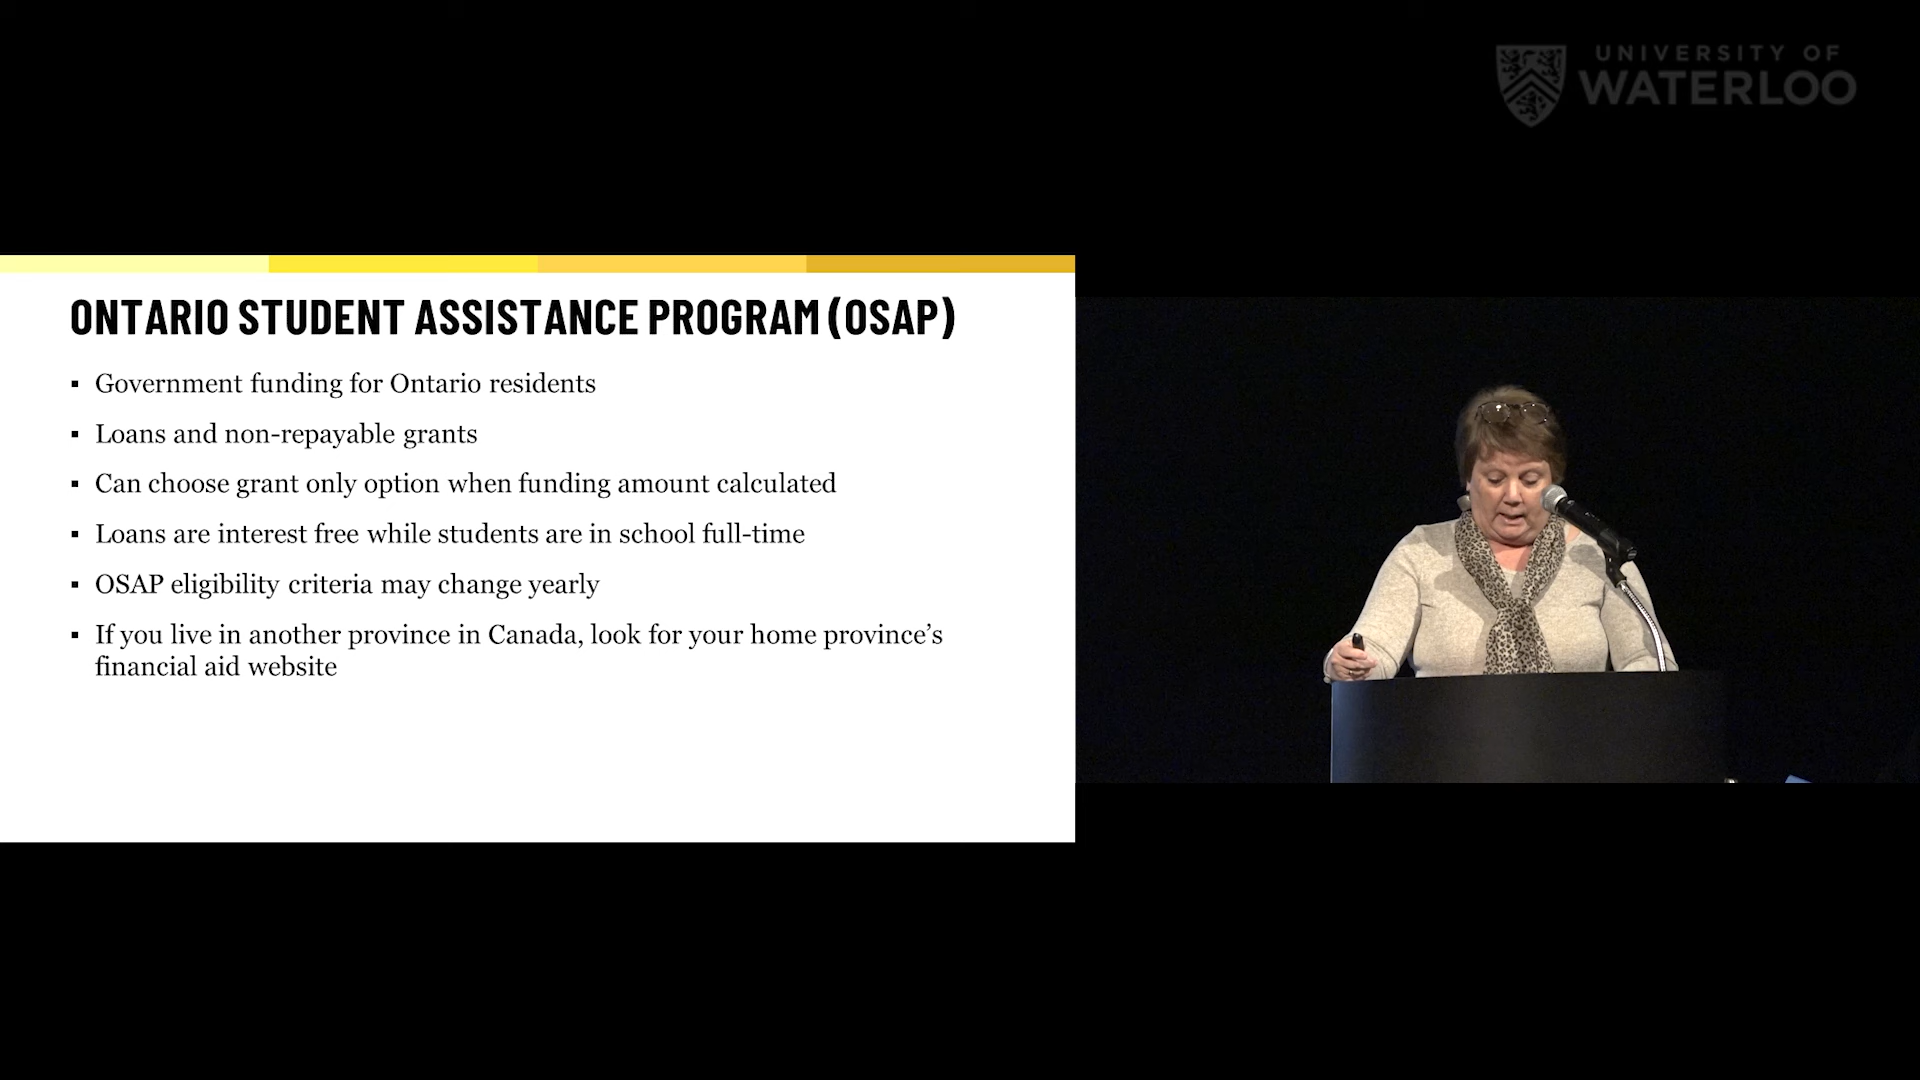 UNIVERSITY OF
WATERLOO
ONTARIO STUDENT ASSISTANCE PROGRAM (OSAP)
▪ Government funding for Ontario residents
▪ Loans and non-repayable grants
▪ Can choose grant only option when funding amount calculated
▪ Loans are interest free while students are in school full-time
▪ OSAP eligibility criteria may change yearly
▪ If you live in another province in Canada, look for your home province’s
financial aid website